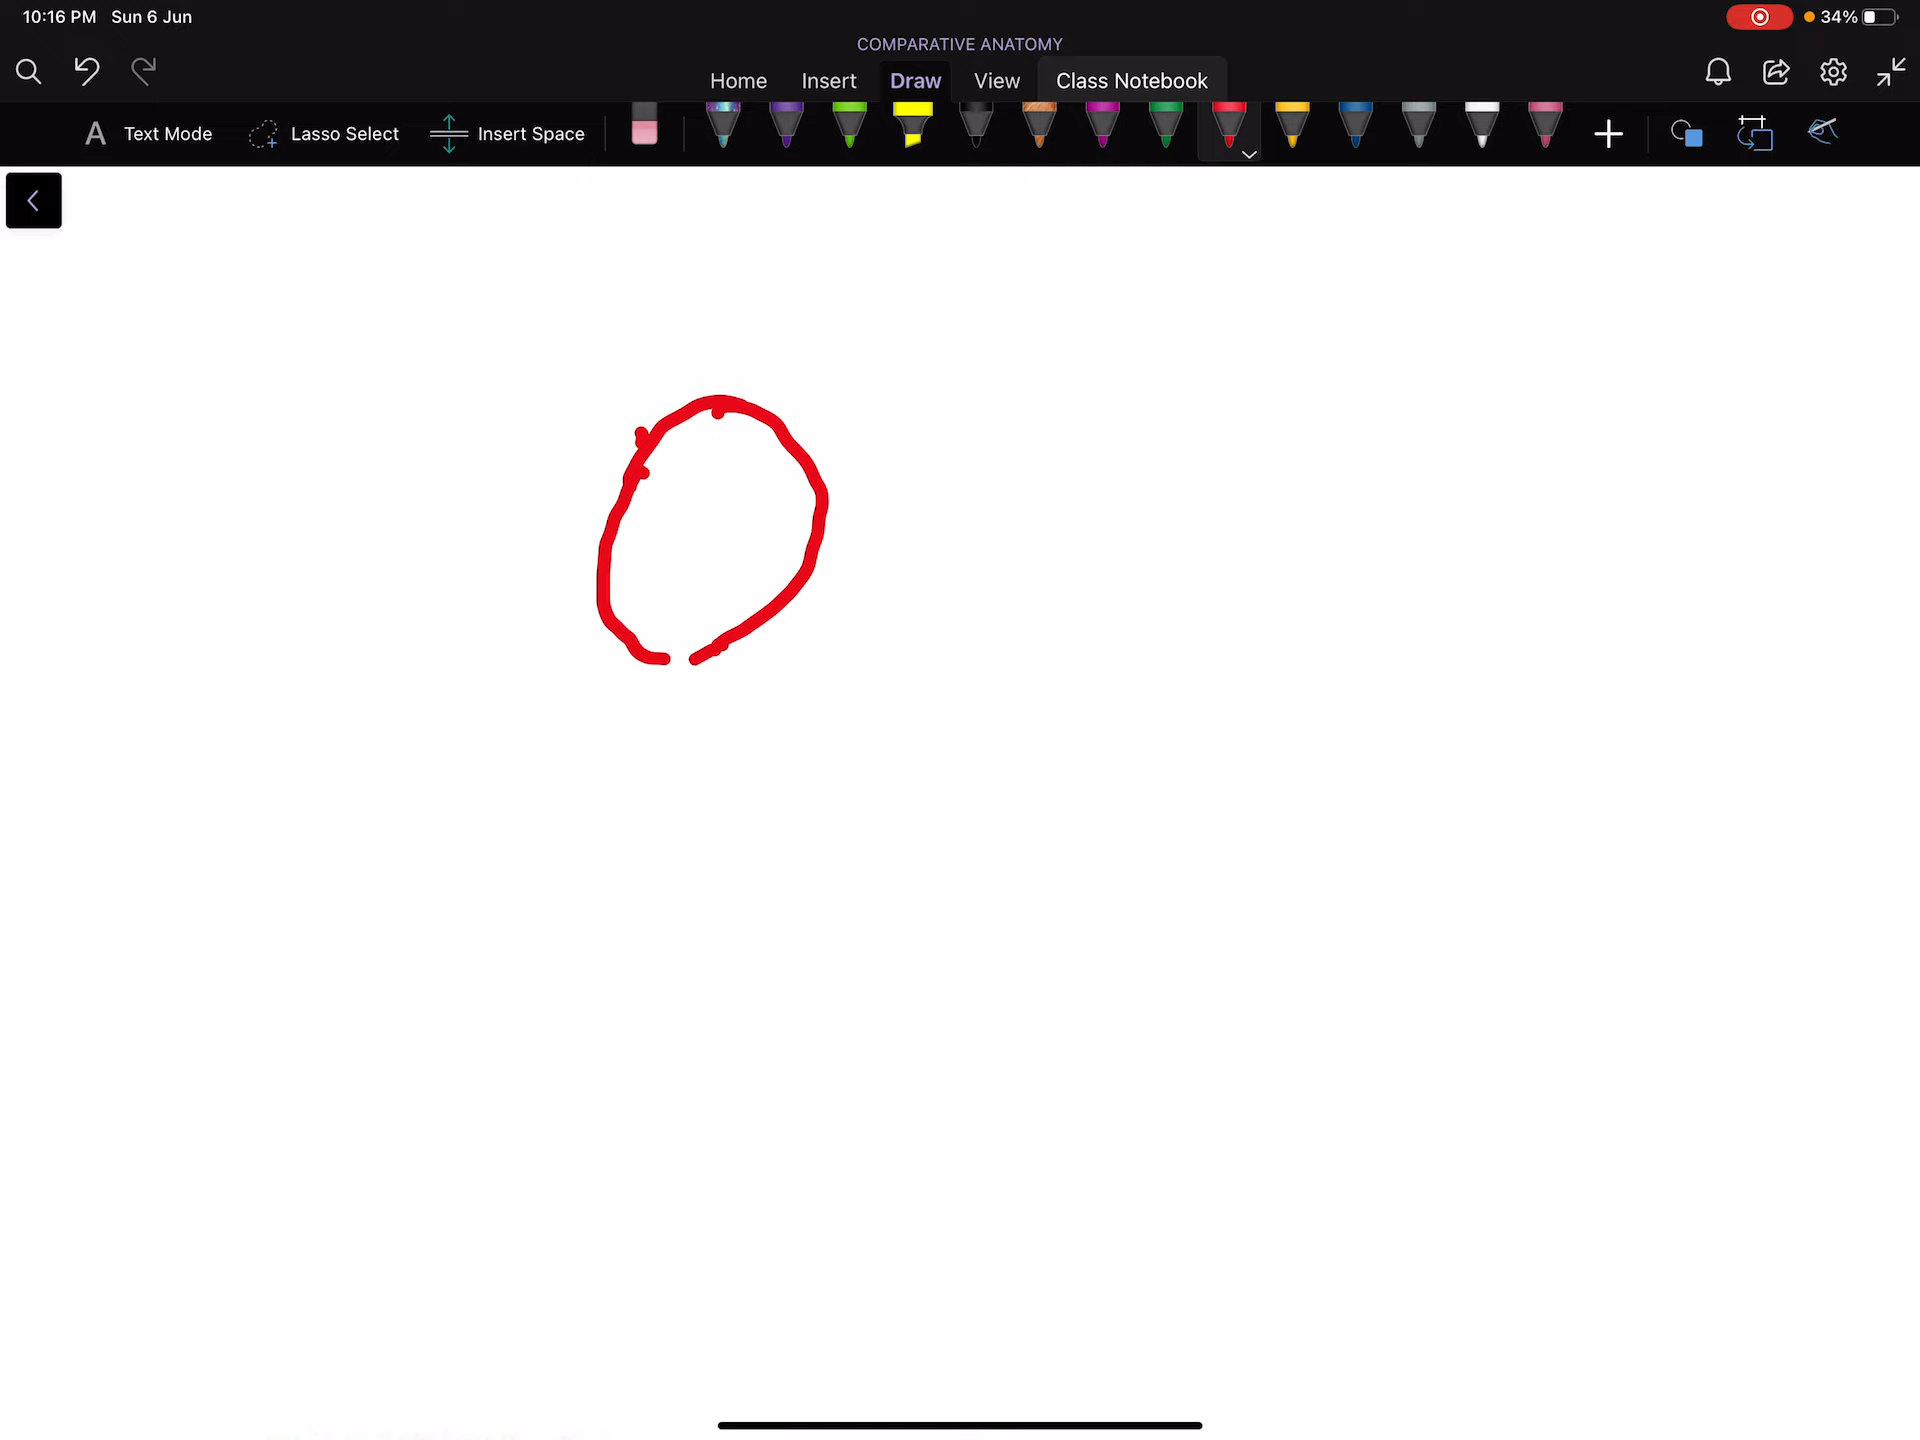 10:16 PM Sun 6 Jun
34%
COMPARATIVE ANATOMY
Home Insert Draw View Class Notebook
A Text Mode Lasso Select Insert Space